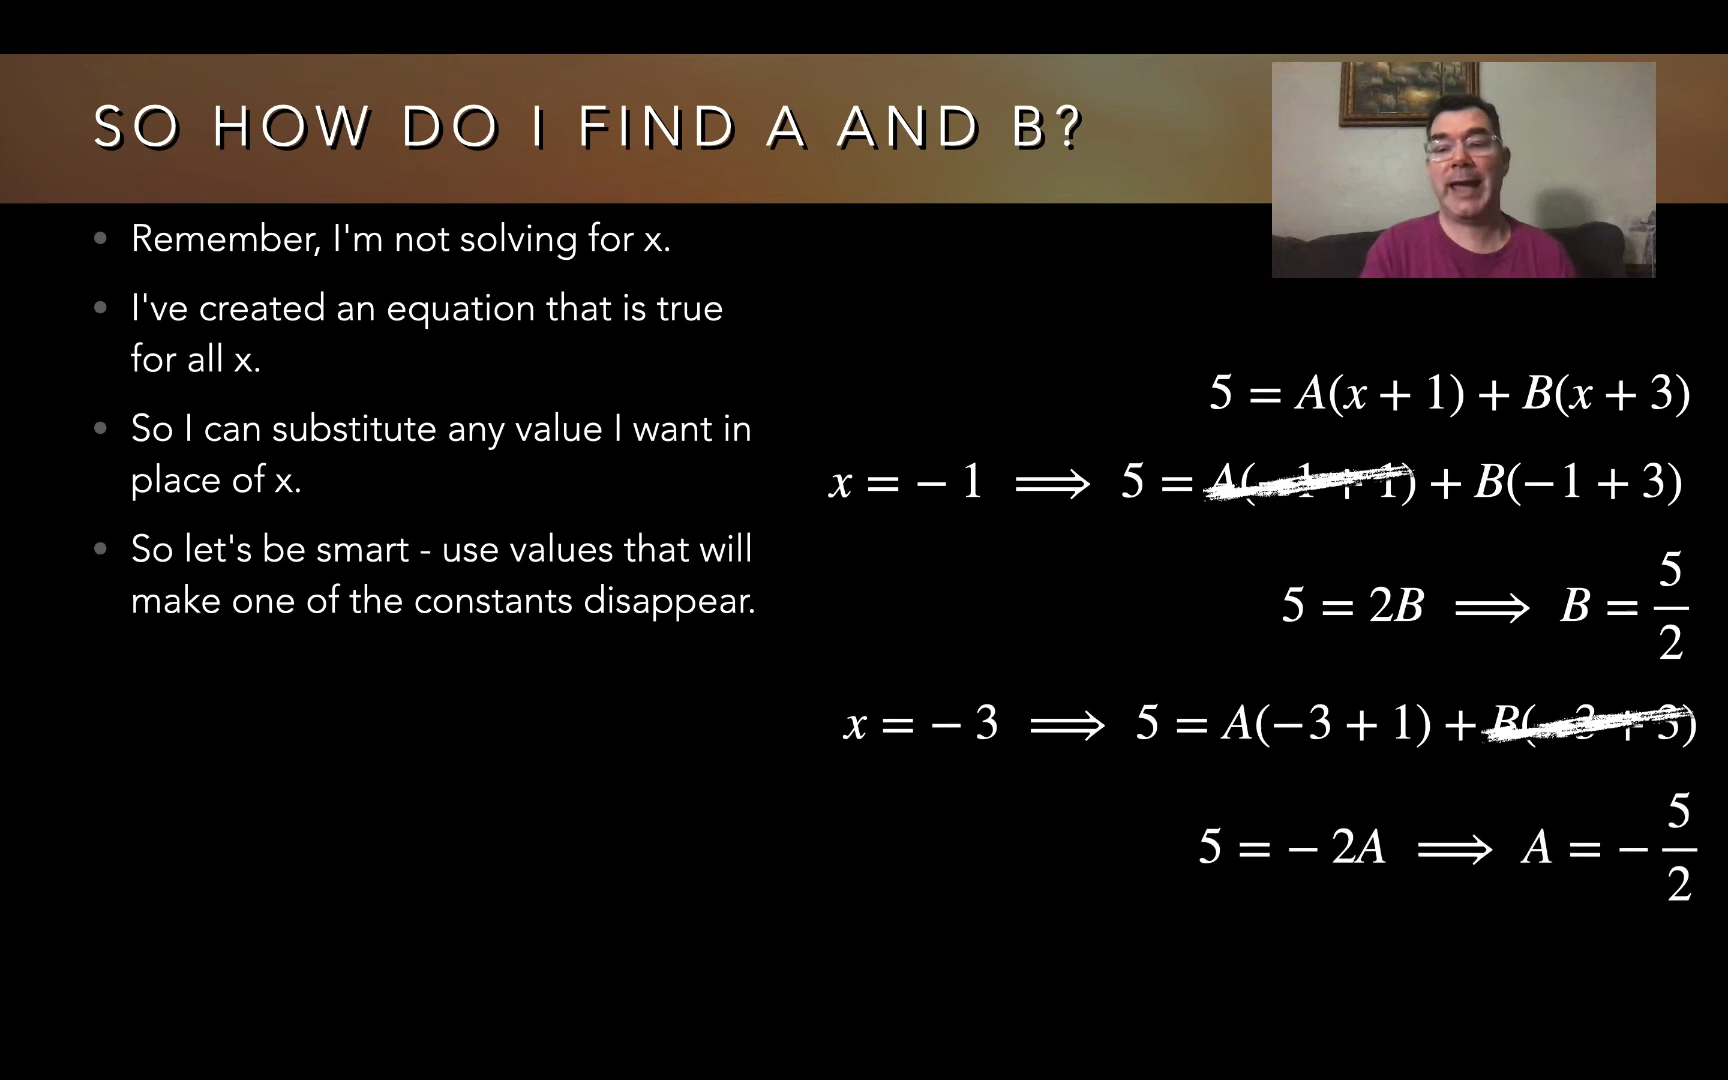 SO HOW DO I FIND A AND B?
• Remember, I'm not solving for x.
• I've created an equation that is true
for all x.
• So I can substitute any value I want in
place of x.
• So let's be smart - use values that will
make one of the constants disappear.
5 = A(x + 1) + B(x + 3)
x = − 1 ⟹ 5 = A(−1 + 1) + B(−1 + 3)
5 = 2B ⟹ B = 5/2
x = − 3 ⟹ 5 = A(−3 + 1) + B(−3 + 3)
5 = − 2A ⟹ A = − 5/2